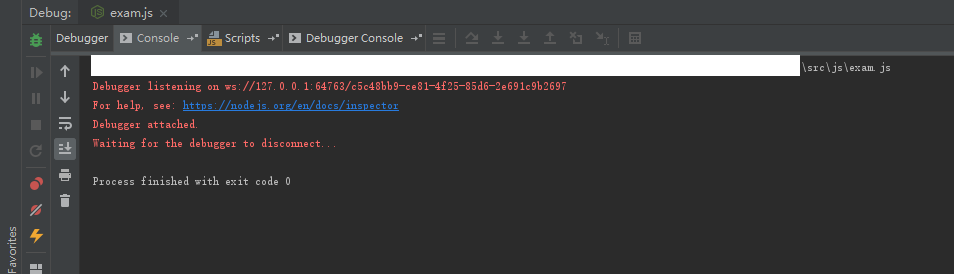 Debug: exam.js
Debugger Console Scripts Debugger Console
\src\js\exam.js
Debugger listening on ws://127.0.0.1:64763/c5c48bb9-ce81-4f25-85d6-2e691c9b2697
For help, see: https://nodejs.org/en/docs/inspector
Debugger attached.
Waiting for the debugger to disconnect...
Process finished with exit code 0
Favorites